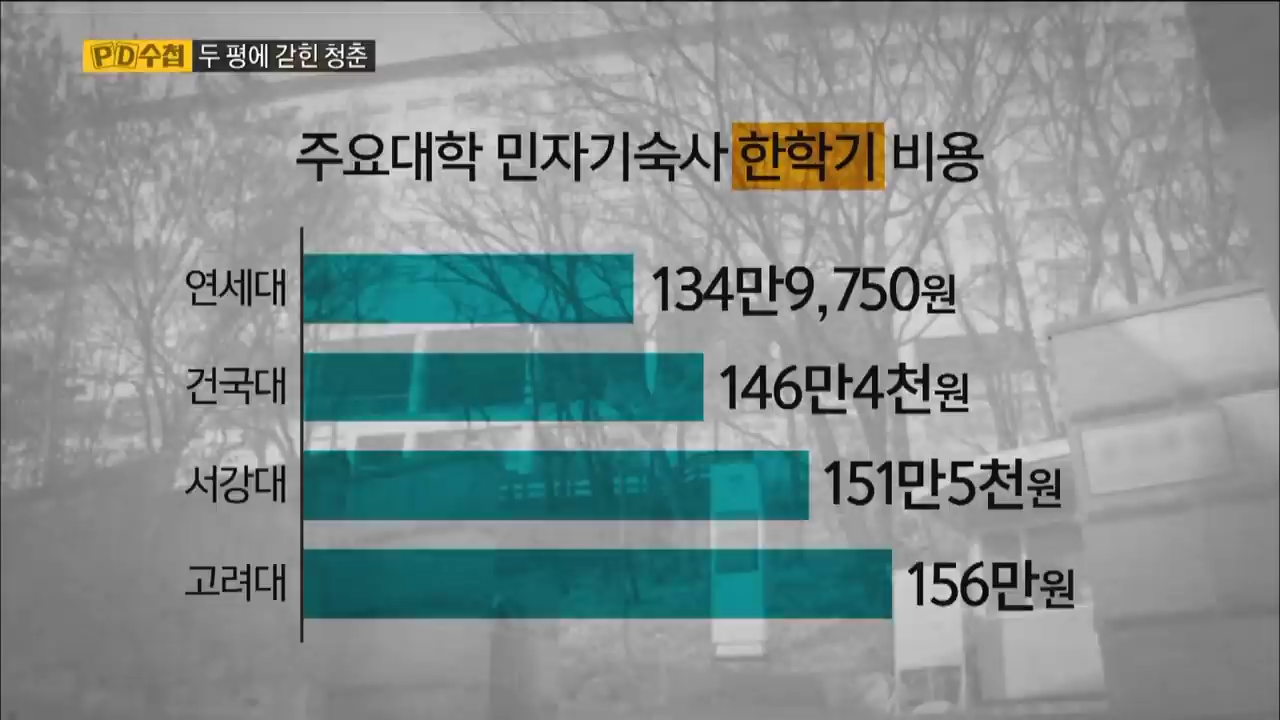 PD수첩 두 평에 갇힌 청춘
주요대학 민자기숙사 한학기 비용
연세대 134만9,750원
건국대 146만4천원
서강대 151만5천원
고려대 156만원